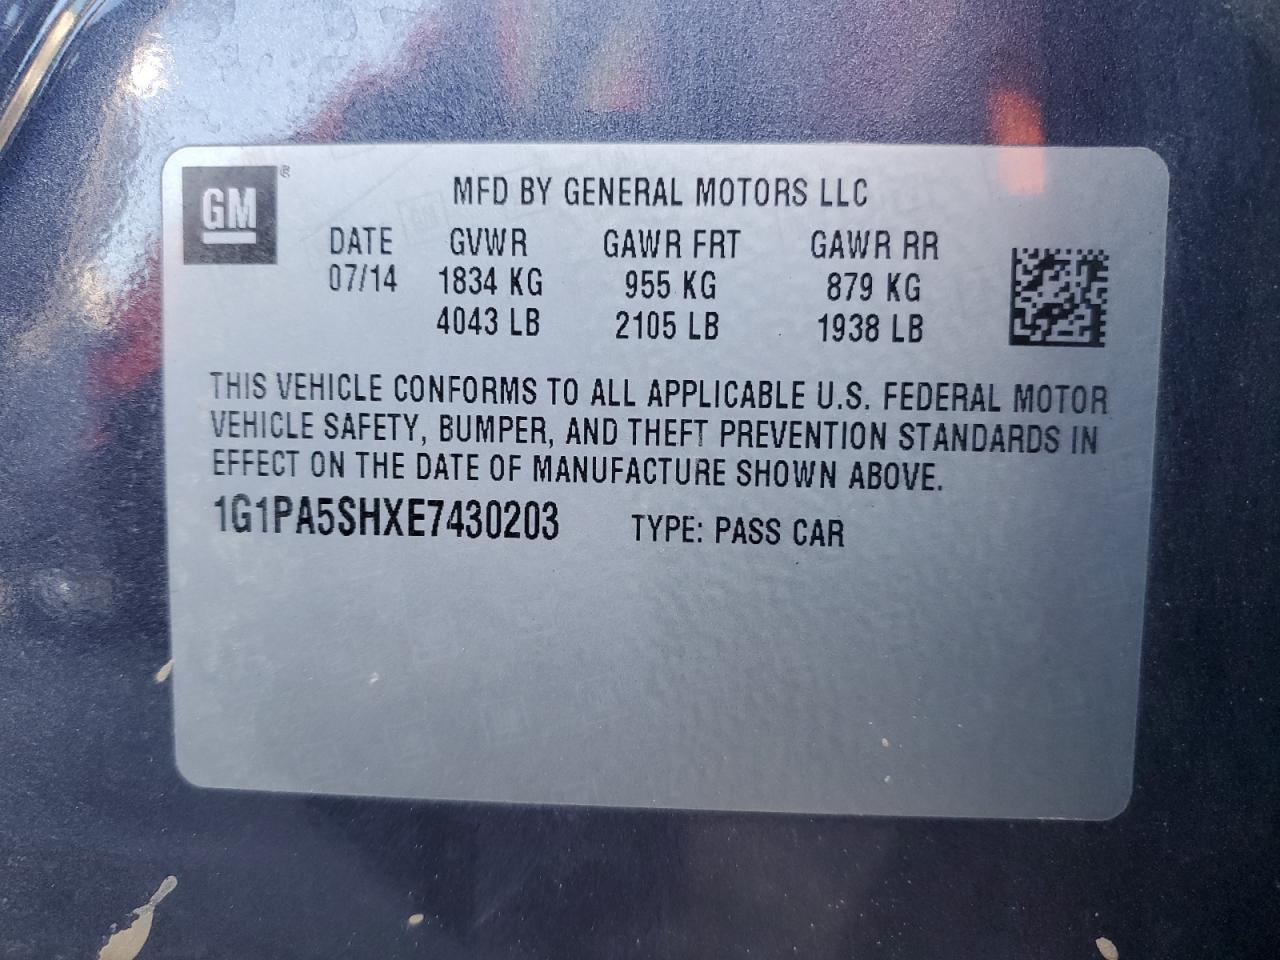 GM ®
MFD BY GENERAL MOTORS LLC
DATE GVWR GAWR FRT GAWR RR
07/14 1834 KG 955 KG 879 KG
4043 LB 2105 LB 1938 LB
THIS VEHICLE CONFORMS TO ALL APPLICABLE U.S. FEDERAL MOTOR
VEHICLE SAFETY, BUMPER, AND THEFT PREVENTION STANDARDS IN
EFFECT ON THE DATE OF MANUFACTURE SHOWN ABOVE.
1G1PA5SHXE7430203 TYPE: PASS CAR